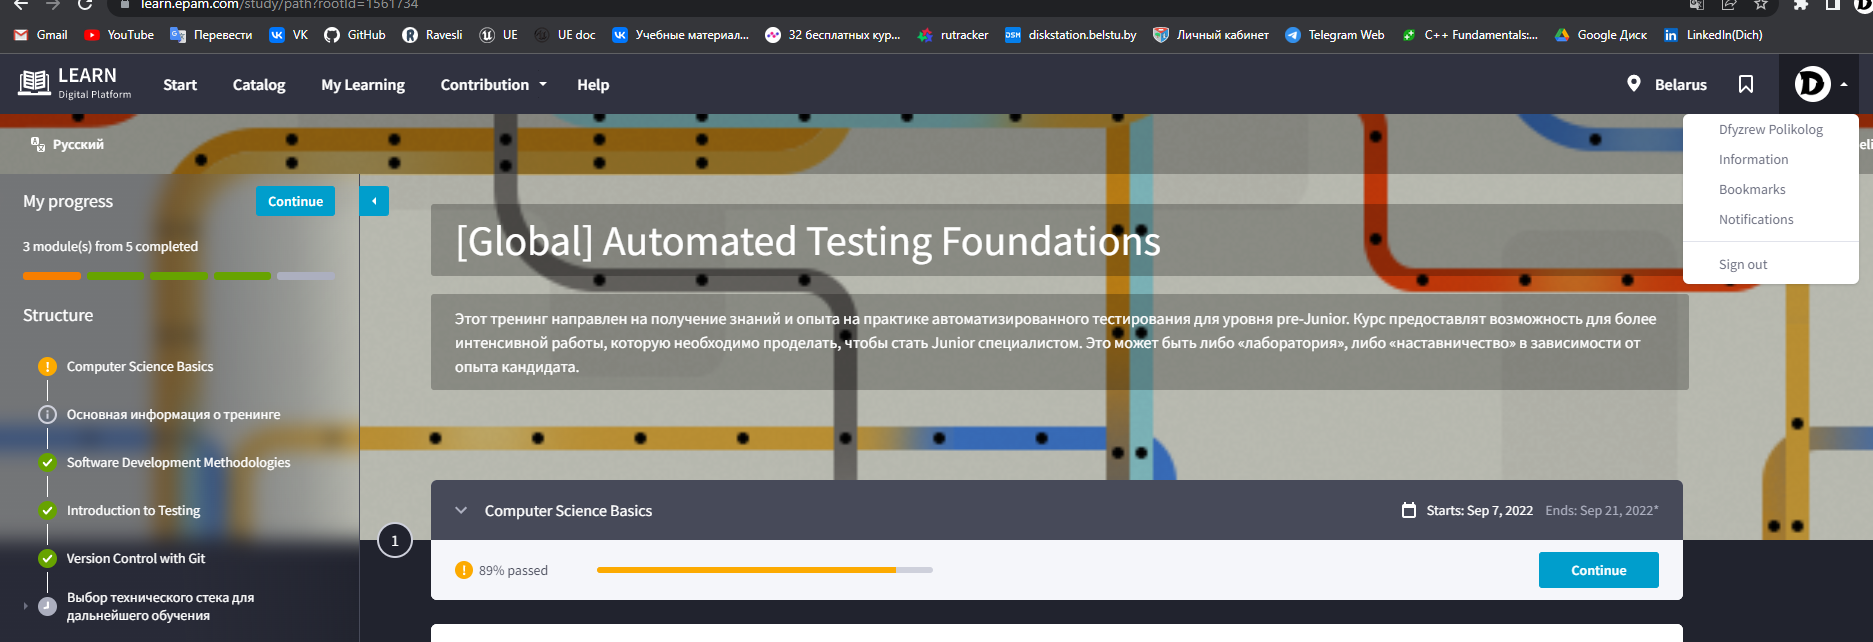 learn.epam.com/study/path?rootId=1561734
Gmail YouTube Перевести VK GitHub Ravesli UE UE doc Учебные материал... 32 бесплатных кур... rutracker diskstation.belstu.by Личный кабинет Telegram Web C++ Fundamentals:... Google Диск LinkedIn(Dich)
LEARN
Digital Platform
Start Catalog My Learning Contribution Help Belarus
Русский
Dfyzrew Polikolog
Information
Bookmarks
Notifications
Sign out
My progress Continue
3 module(s) from 5 completed
Structure
Computer Science Basics
Основная информация о тренинге
Software Development Methodologies
Introduction to Testing
Version Control with Git
Выбор технического стека для
дальнейшего обучения
[Global] Automated Testing Foundations
Этот тренинг направлен на получение знаний и опыта на практике автоматизированного тестирования для уровня pre-Junior. Курс предоставлят возможность для более
интенсивной работы, которую необходимо проделать, чтобы стать Junior специалистом. Это может быть либо «лаборатория», либо «наставничество» в зависимости от
опыта кандидата.
1
Computer Science Basics Starts: Sep 7, 2022 Ends: Sep 21, 2022*
89% passed Continue